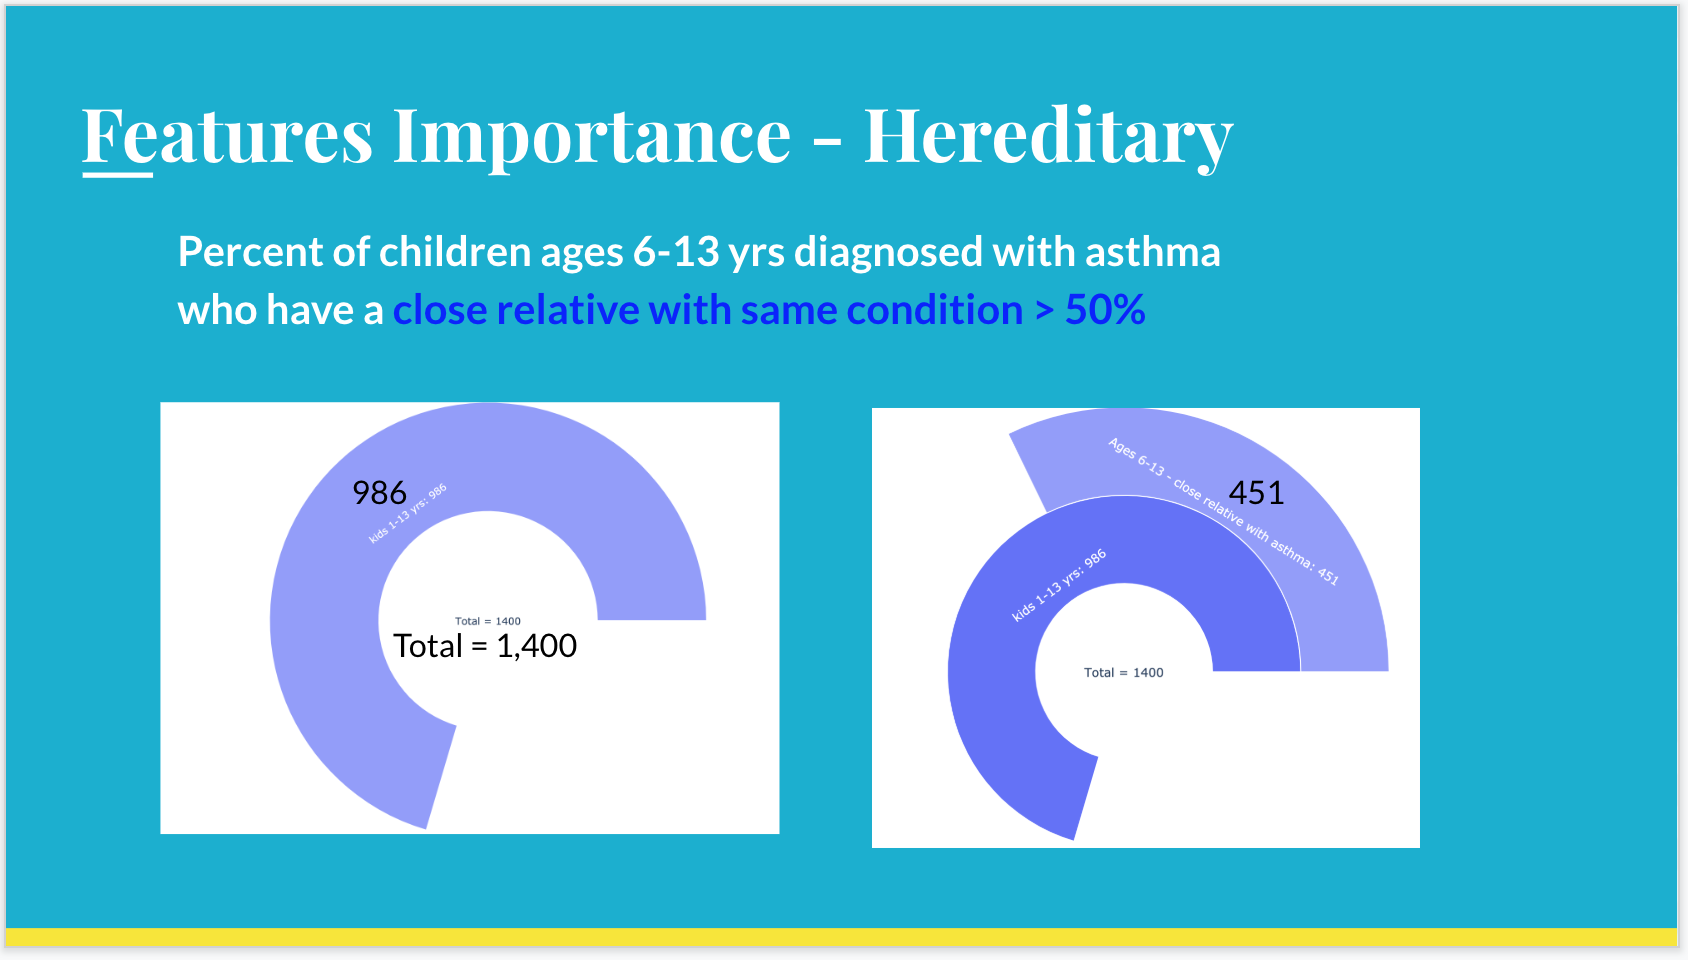 Features Importance - Hereditary
Percent of children ages 6-13 yrs diagnosed with asthma
who have a close relative with same condition > 50%
986
kids 1-13 yrs: 986
Total = 1400
Total = 1,400
Ages 6-13 - close relative with asthma: 451
451
kids 1-13 yrs: 986
Total = 1400